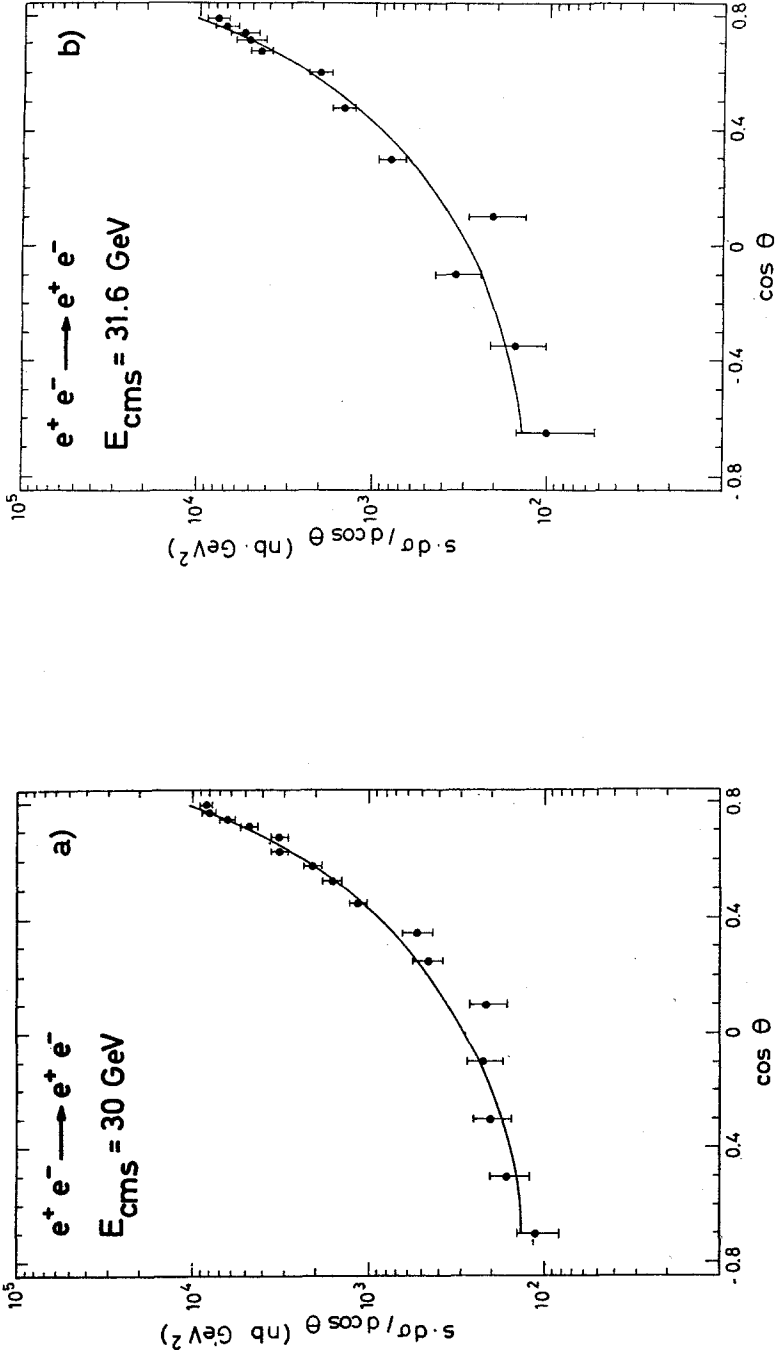 a)
e⁺ e⁻ ⟶ e⁺ e⁻
E_cms = 30 GeV
10⁵
10⁴
10³
10²
s·dσ/d cos θ (nb GeV²)
-0.8
0.4
0
0.4
0.8
cos θ
b)
e⁺ e⁻ ⟶ e⁺ e⁻
E_cms = 31.6 GeV
10⁵
10⁴
10³
10²
s·dσ/d cos θ (nb·GeV²)
-0.8
-0.4
0
0.4
0.8
cos θ